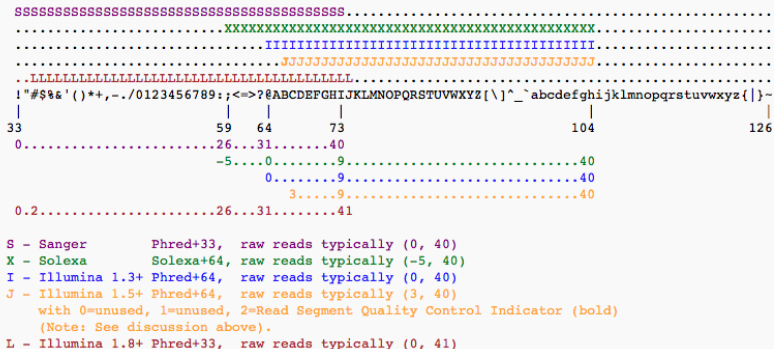 SSSSSSSSSSSSSSSSSSSSSSSSSSSSSSSSSSSSSSSSS.....................................................
..........................XXXXXXXXXXXXXXXXXXXXXXXXXXXXXXXXXXXXXXXXXXXXXX......................
...............................IIIIIIIIIIIIIIIIIIIIIIIIIIIIIIIIIIIIIIIII......................
.................................JJJJJJJJJJJJJJJJJJJJJJJJJJJJJJJJJJJJJJJ......................
..LLLLLLLLLLLLLLLLLLLLLLLLLLLLLLLLLLLLLLLL....................................................
!"#$%&'()*+,-./0123456789:;<=>?@ABCDEFGHIJKLMNOPQRSTUVWXYZ[\]^_`abcdefghijklmnopqrstuvwxyz{|}~
33 59 64 73 104 126
0........................26...31.......40
-5....0........9.............................40
0........9.............................40
3.....9.............................40
0.2......................26...31........41
S - Sanger Phred+33, raw reads typically (0, 40)
X - Solexa Solexa+64, raw reads typically (-5, 40)
I - Illumina 1.3+ Phred+64, raw reads typically (0, 40)
J - Illumina 1.5+ Phred+64, raw reads typically (3, 40)
with 0=unused, 1=unused, 2=Read Segment Quality Control Indicator (bold)
(Note: See discussion above).
L - Illumina 1.8+ Phred+33, raw reads typically (0, 41)